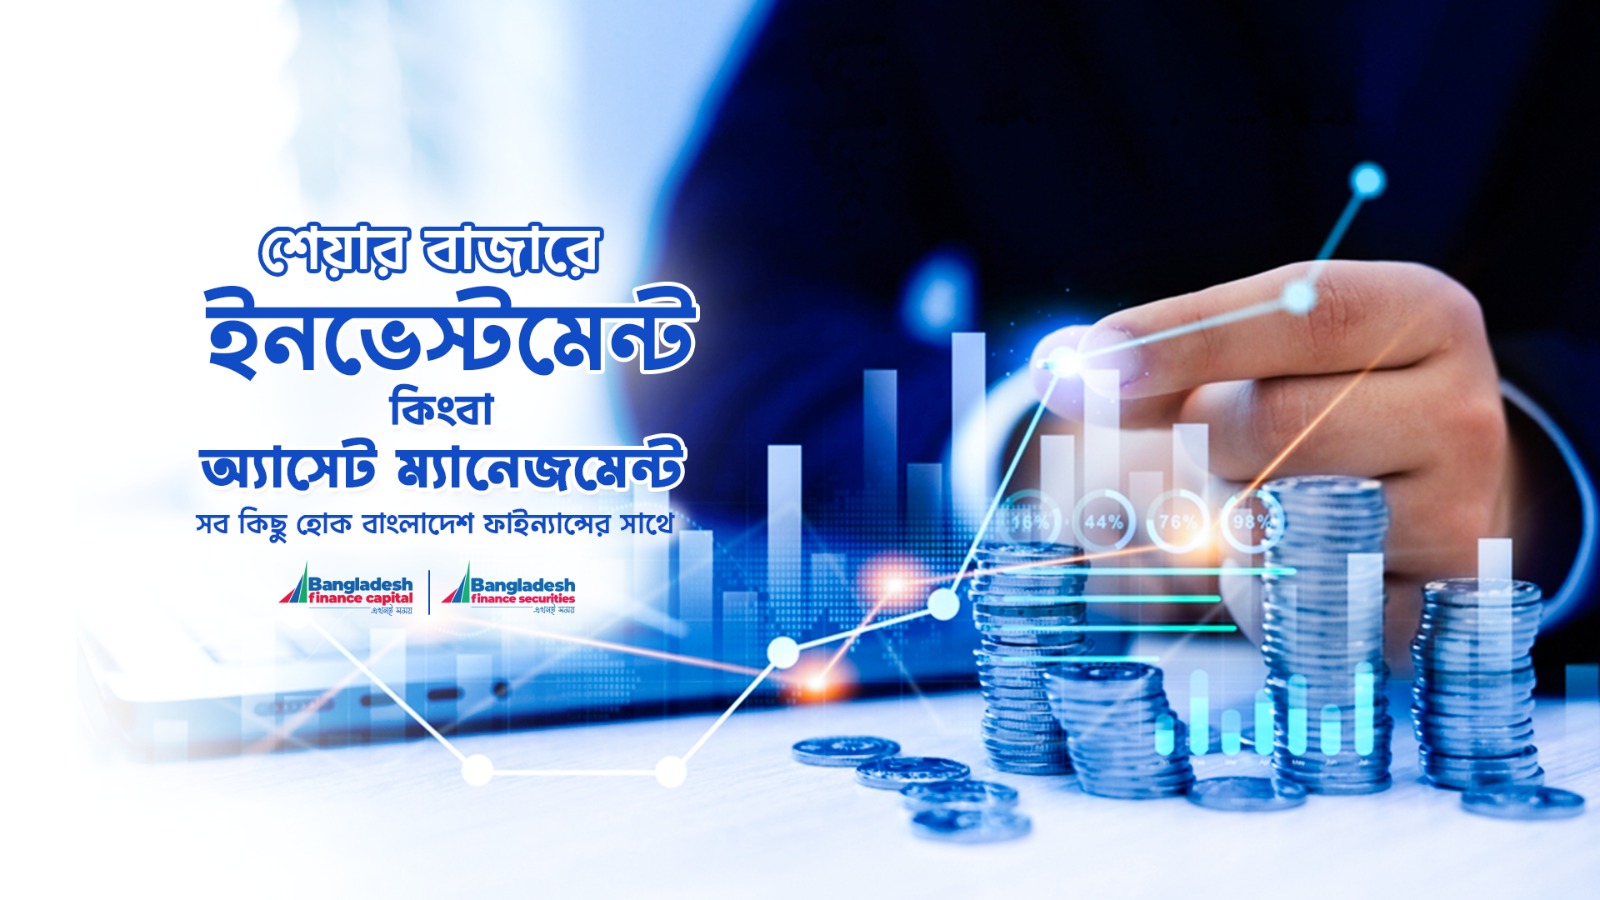 শেয়ার বাজারে
ইনভেস্টমেন্ট
কিংবা
অ্যাসেট ম্যানেজমেন্ট
সব কিছু হোক বাংলাদেশ ফাইন্যান্সের সাথে
Bangladesh
finance capital
এখনই সময়
Bangladesh
finance securities
এখনই সময়
16% 44% 76% 98%